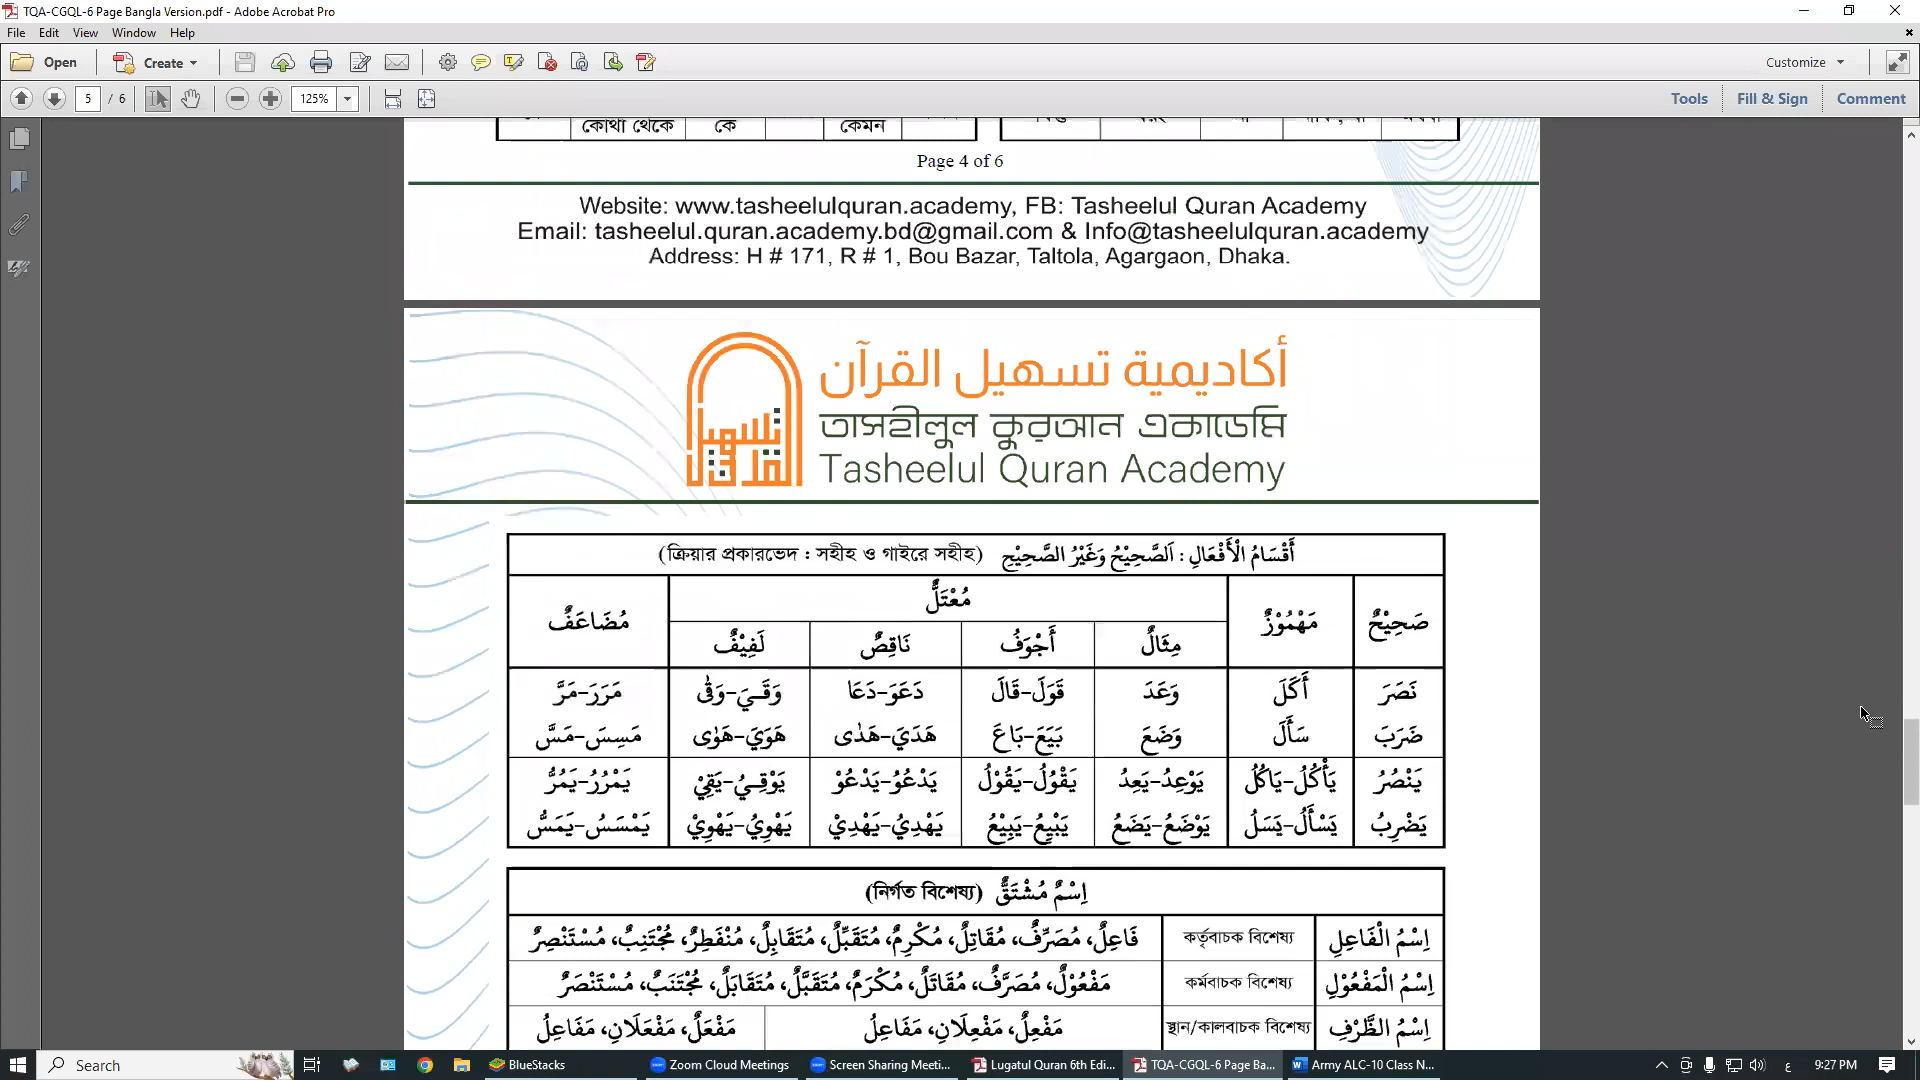 TQA-CGQL-6 Page Bangla Version.pdf - Adobe Acrobat Pro
File Edit View Window Help
Open Create Customize
5 / 6 125% Tools Fill & Sign Comment
কোথা থেকে কে কেমন
Page 4 of 6
Website: www.tasheelulquran.academy, FB: Tasheelul Quran Academy
Email: tasheelul.quran.academy.bd@gmail.com & Info@tasheelulquran.academy
Address: H # 171, R # 1, Bou Bazar, Taltola, Agargaon, Dhaka.
أكاديمية تسهيل القرآن
তাসহীলুল কুরআন একাডেমি
Tasheelul Quran Academy
أَقْسَامُ الْأَفْعَالِ : اَلصَّحِيْحُ وَغَيْرُ الصَّحِيْحِ (ক্রিয়ার প্রকারভেদ : সহীহ ও গাইরে সহীহ)
صَحِيْحٌ مَهْمُوْزٌ مُعْتَلٌّ مُضَاعَفٌ
مِثَالٌ أَجْوَفُ نَاقِصٌ لَفِيْفٌ
نَصَرَ أَكَلَ وَعَدَ قَوَلَ-قَالَ دَعَوَ-دَعَا وَقَيَ-وَقٰى مَرَرَ-مَرَّ
ضَرَبَ سَأَلَ وَضَعَ بَيَعَ-بَاعَ هَدَيَ-هَدٰى هَوَيَ-هَوٰى مَسِسَ-مَسَّ
يَنْصُرُ يَأْكُلُ-يَاكُلُ يَوْعِدُ-يَعِدُ يَقْوُلُ-يَقُوْلُ يَدْعُوُ-يَدْعُوْ يَوْقِيُ-يَقِيْ يَمْرُرُ-يَمُرُّ
يَضْرِبُ يَسْأَلُ-يَسَلُ يَوْضَعُ-يَضَعُ يَبْيِعُ-يَبِيْعُ يَهْدِيُ-يَهْدِيْ يَهْوِيُ-يَهْوِيْ يَمْسَسُ-يَمَسُّ
اِسْمٌ مُشْتَقٌّ (নির্গত বিশেষ্য)
اِسْمُ الْفَاعِلِ কর্তৃবাচক বিশেষ্য فَاعِلٌ، مُصَرِّفٌ، مُقَاتِلٌ، مُكْرِمٌ، مُتَقَبِّلٌ، مُتَقَابِلٌ، مُنْفَطِرٌ، مُجْتَنِبٌ، مُسْتَنْصِرٌ
اِسْمُ الْمَفْعُوْلِ কর্মবাচক বিশেষ্য مَفْعُوْلٌ، مُصَرَّفٌ، مُقَاتَلٌ، مُكْرَمٌ، مُتَقَبَّلٌ، مُتَقَابَلٌ، مُجْتَنَبٌ، مُسْتَنْصَرٌ
اِسْمُ الظَّرْفِ স্থান/কালবাচক বিশেষ্য مَفْعِلٌ، مَفْعِلَانِ، مَفَاعِلُ مَفْعَلٌ، مَفْعَلَانِ، مَفَاعِلُ
Search BlueStacks Zoom Cloud Meetings Screen Sharing Meeti... Lugatul Quran 6th Edi... TQA-CGQL-6 Page Ba... Army ALC-10 Class N... ع 9:27 PM